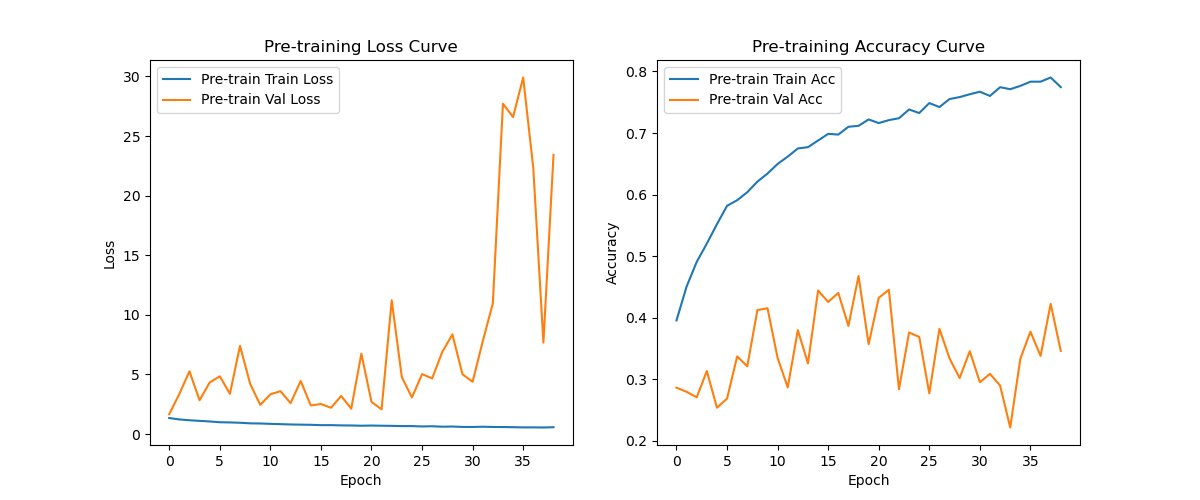 Pre-training Loss Curve
Pre-train Train Loss
Pre-train Val Loss
30
25
20
15
10
5
0
Loss
0 5 10 15 20 25 30 35
Epoch
Pre-training Accuracy Curve
Pre-train Train Acc
Pre-train Val Acc
0.8
0.7
0.6
0.5
0.4
0.3
0.2
Accuracy
0 5 10 15 20 25 30 35
Epoch